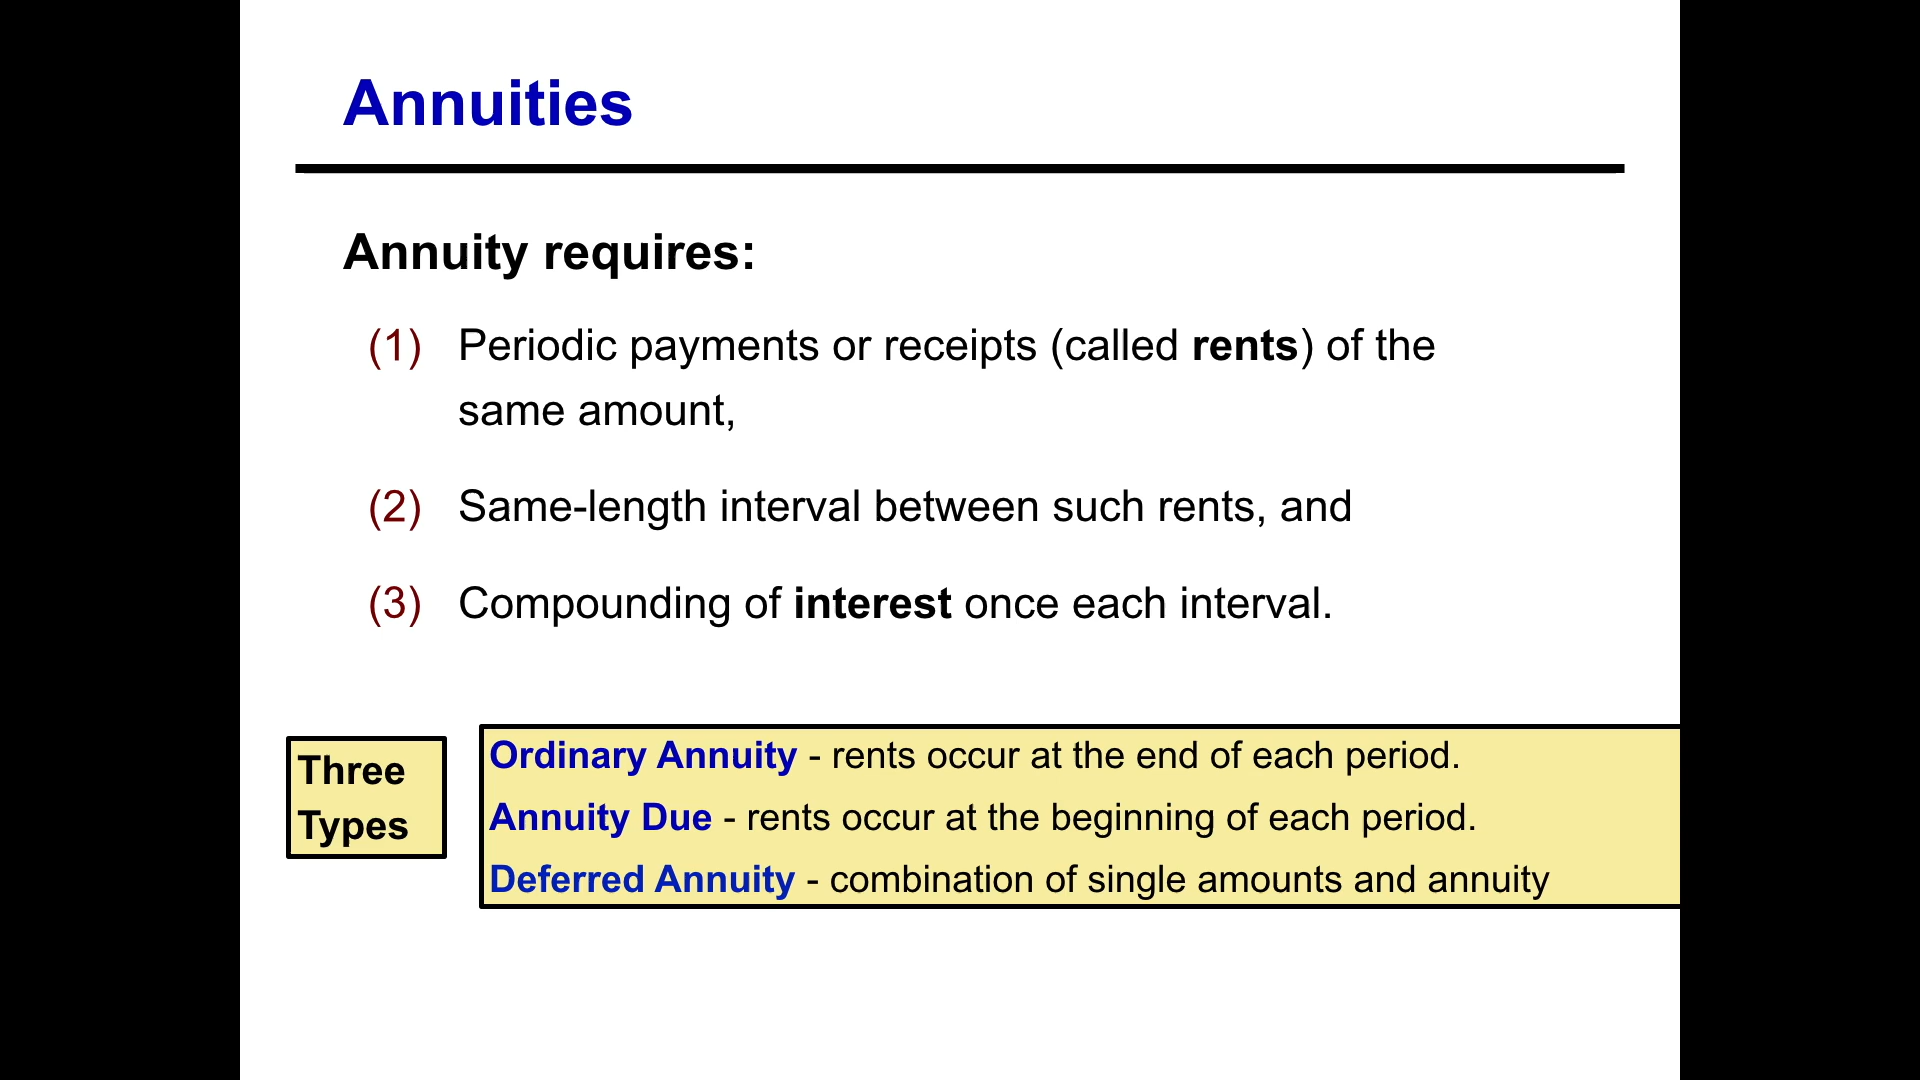 Annuities
Annuity requires:
(1) Periodic payments or receipts (called rents) of the
same amount,
(2) Same-length interval between such rents, and
(3) Compounding of interest once each interval.
Three
Types
Ordinary Annuity - rents occur at the end of each period.
Annuity Due - rents occur at the beginning of each period.
Deferred Annuity - combination of single amounts and annuity